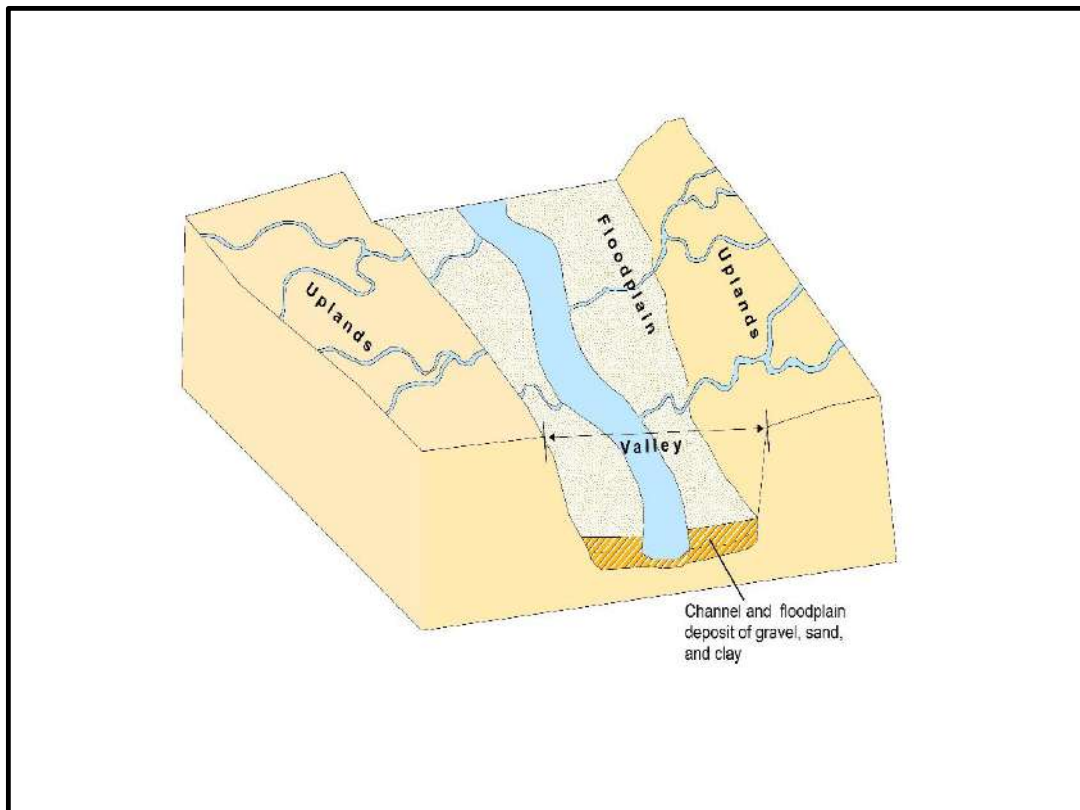 Floodplain
Uplands
Uplands
Valley
Channel and floodplain
deposit of gravel, sand,
and clay